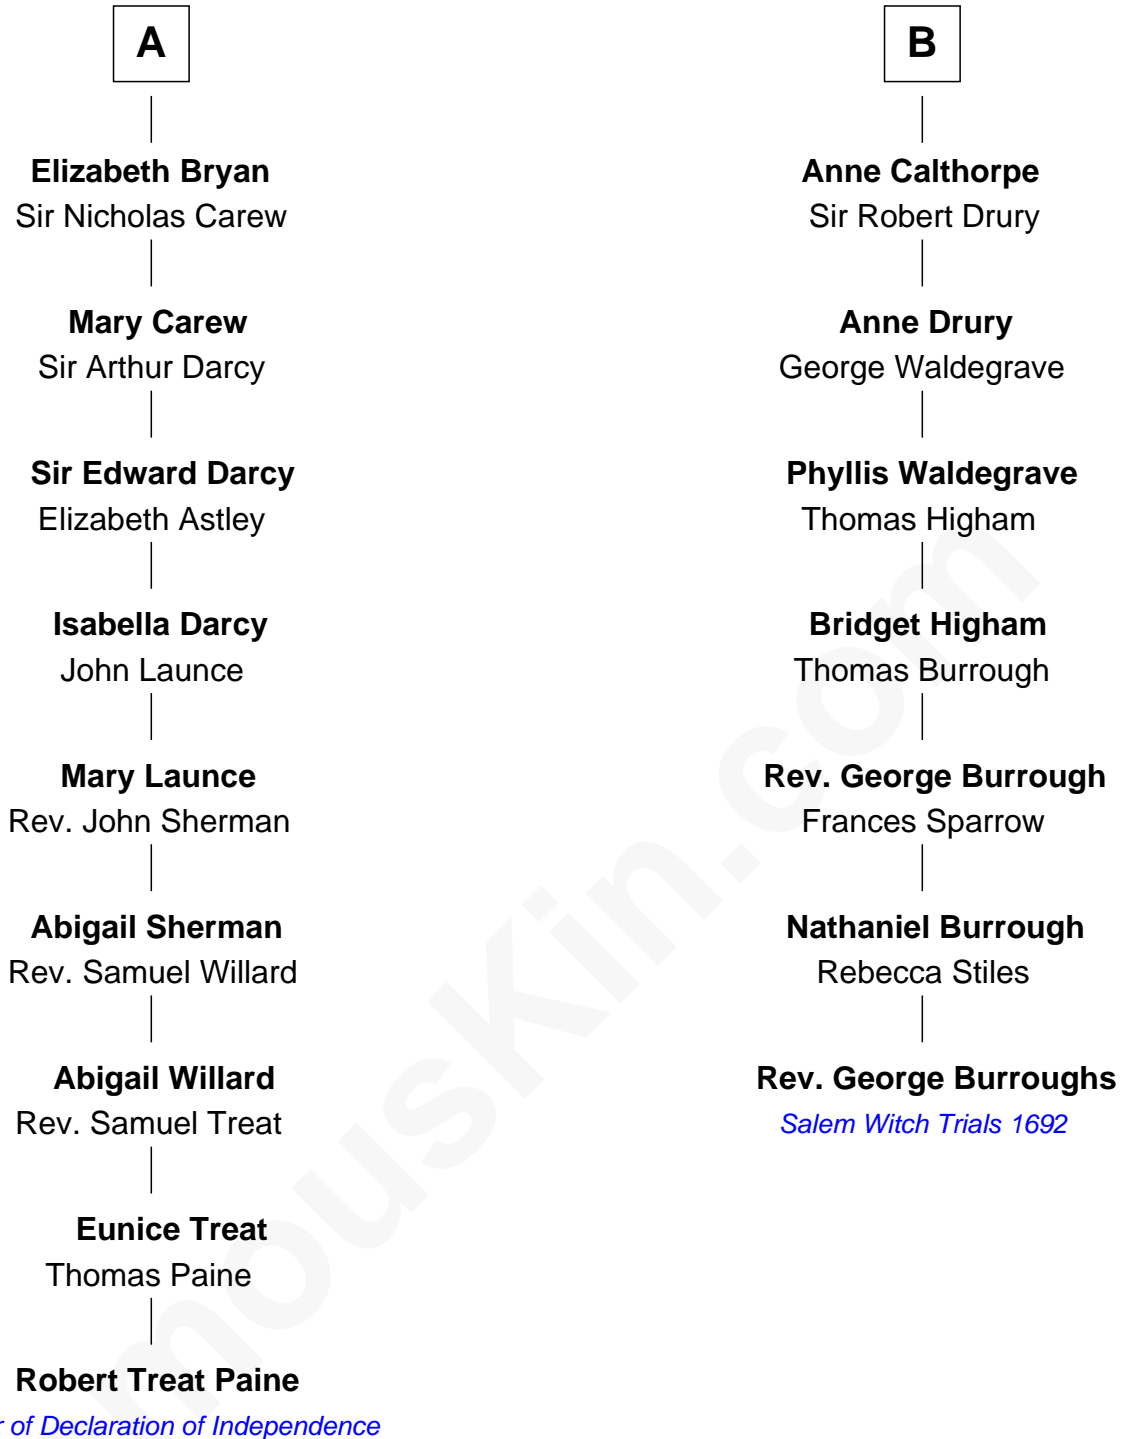 A
Elizabeth Bryan
Sir Nicholas Carew
Mary Carew
Sir Arthur Darcy
Sir Edward Darcy
Elizabeth Astley
Isabella Darcy
John Launce
Mary Launce
Rev. John Sherman
Abigail Sherman
Rev. Samuel Willard
Abigail Willard
Rev. Samuel Treat
Eunice Treat
Thomas Paine
Robert Treat Paine
of Declaration of Independence
B
Anne Calthorpe
Sir Robert Drury
Anne Drury
George Waldegrave
Phyllis Waldegrave
Thomas Higham
Bridget Higham
Thomas Burrough
Rev. George Burrough
Frances Sparrow
Nathaniel Burrough
Rebecca Stiles
Rev. George Burroughs
Salem Witch Trials 1692
mouskin.com